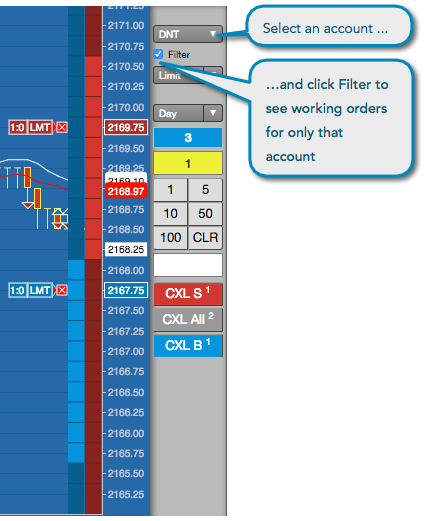 2171.25
2171.00
2170.75
2170.50
2170.25
2170.00
1:0 LMT
2169.75
2169.50
2169.25
2169.10
2168.97
2168.75
2168.50
2168.25
2168.00
1:0 LMT
2167.75
2167.50
2167.25
2167.00
2166.75
2166.50
2166.25
2166.00
2165.75
2165.50
2165.25
DNT
Filter
Limit
Day
3
1
1 5
10 50
100 CLR
CXL S 1
CXL All 2
CXL B 1
Select an account ...
...and click Filter to
see working orders
for only that
account